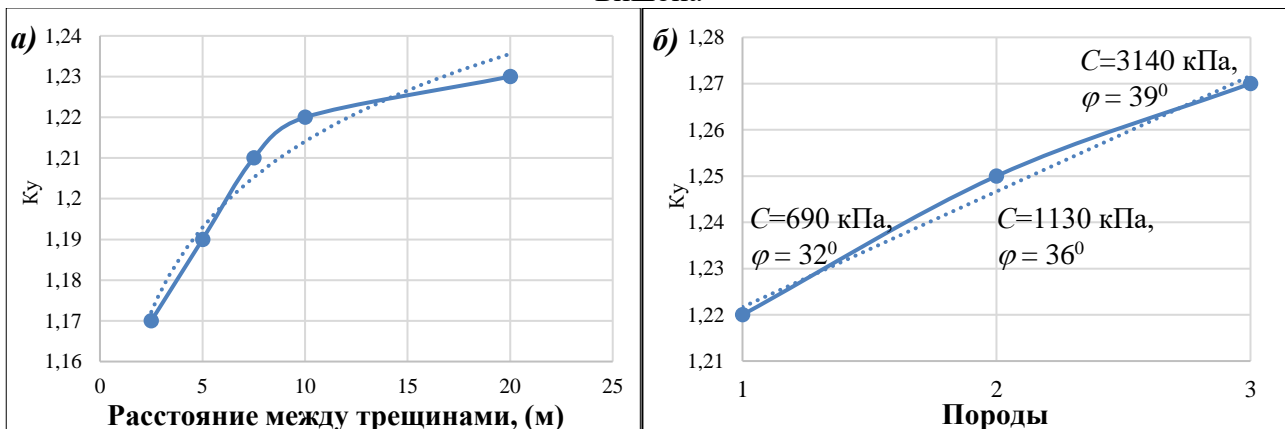 а)
1,24
1,23
1,22
1,21
1,2
1,19
1,18
1,17
1,16
Ку
0
5
10
15
20
25
Расстояние между трещинами, (м)
б)
1,28
1,27
1,26
1,25
1,24
1,23
1,22
1,21
Ку
C=3140 кПа,
φ = 39⁰
C=690 кПа,
φ = 32⁰
C=1130 кПа,
φ = 36⁰
1
2
3
Породы